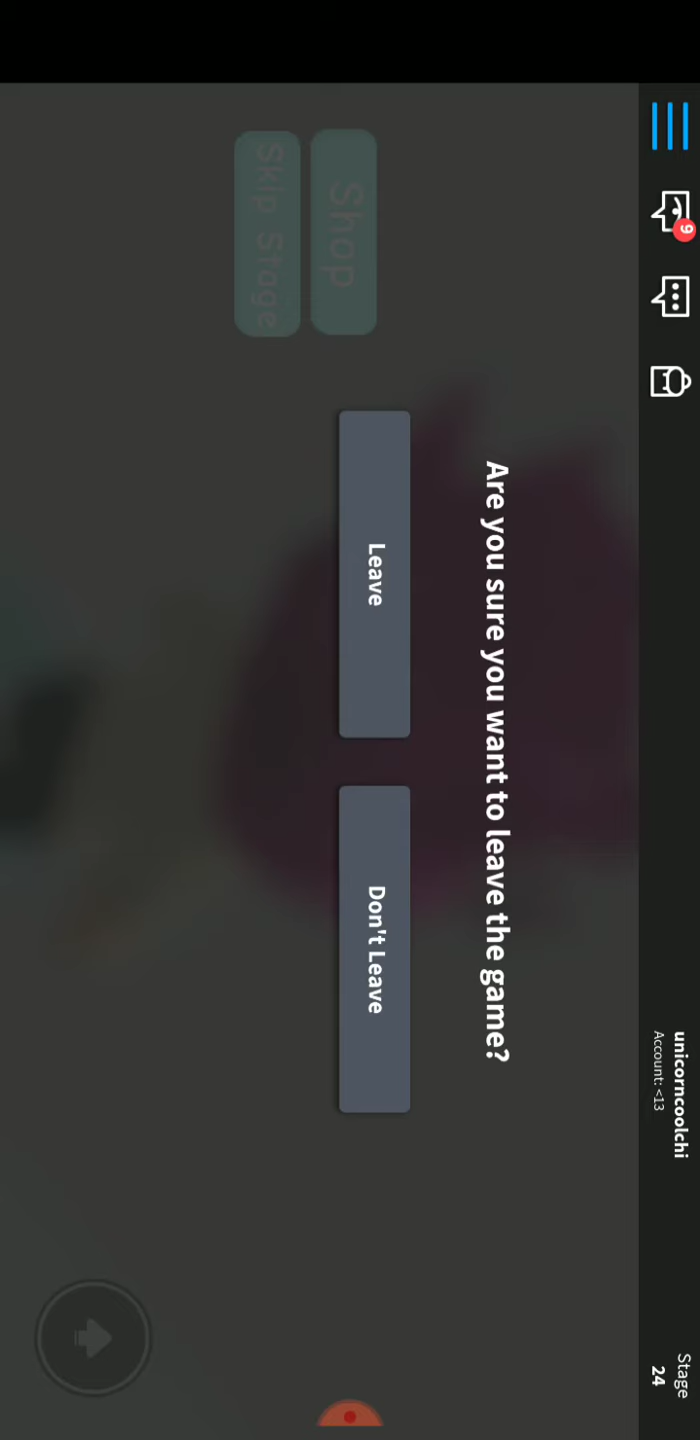 9
unicorncoolchi
Account: <13
Stage
24
Shop
Skip Stage
Are you sure you want to leave the game?
Leave
Don't Leave